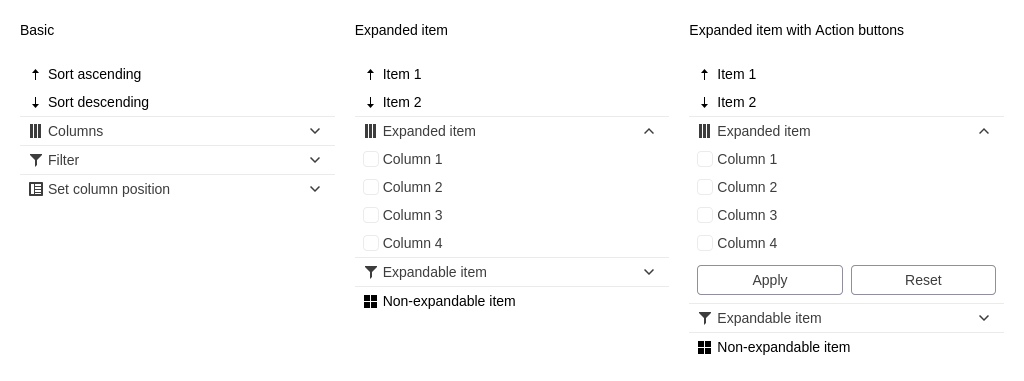 Basic
Sort ascending
Sort descending
Columns
Filter
Set column position
Expanded item
Item 1
Item 2
Expanded item
Column 1
Column 2
Column 3
Column 4
Expandable item
Non-expandable item
Expanded item with Action buttons
Item 1
Item 2
Expanded item
Column 1
Column 2
Column 3
Column 4
Apply
Reset
Expandable item
Non-expandable item